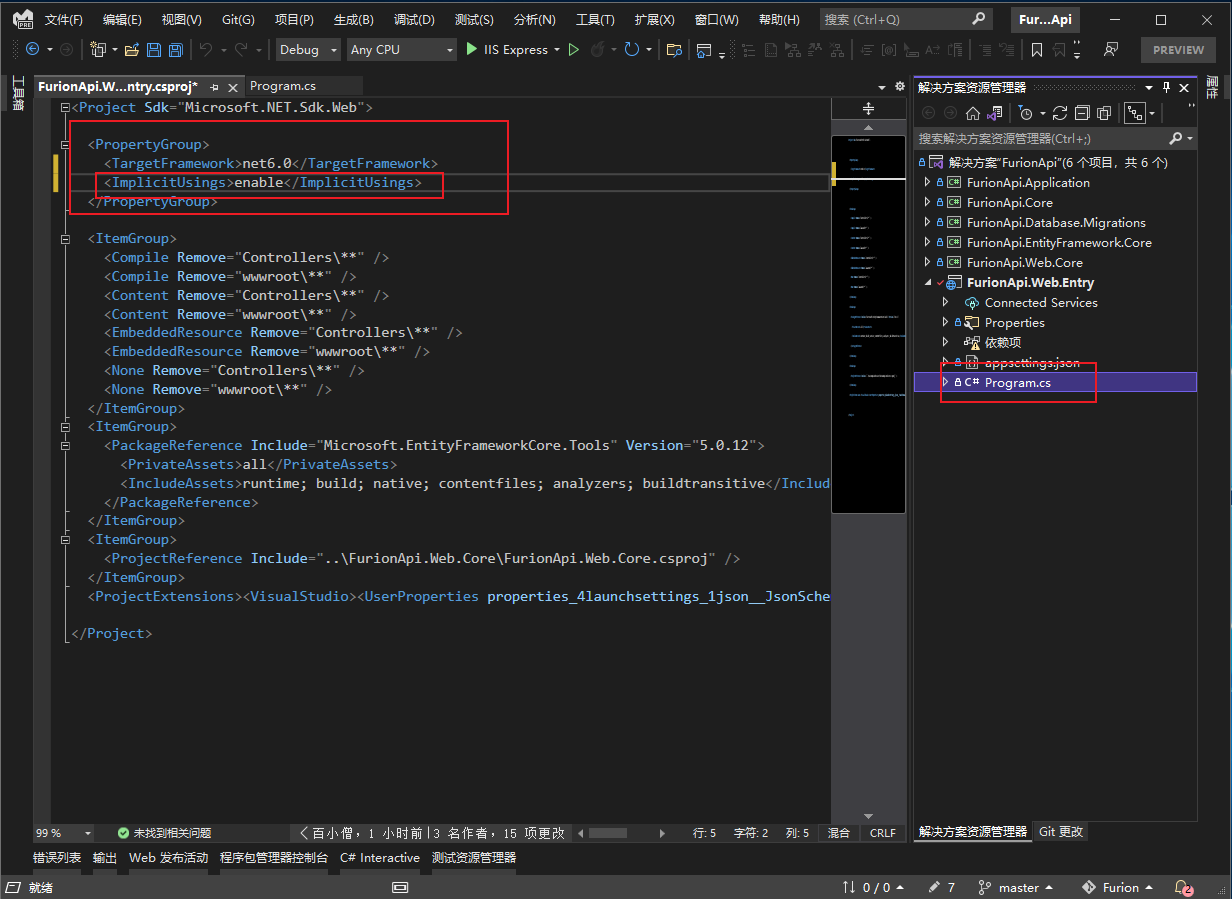 文件(F) 编辑(E) 视图(V) Git(G) 项目(P) 生成(B) 调试(D) 测试(S) 分析(N) 工具(T) 扩展(X) 窗口(W) 帮助(H) 搜索 (Ctrl+Q) Fur...Api
PRE
Debug Any CPU IIS Express PREVIEW
工具箱
FurionApi.W...ntry.csproj* Program.cs
<Project Sdk="Microsoft.NET.Sdk.Web">
<PropertyGroup>
<TargetFramework>net6.0</TargetFramework>
<ImplicitUsings>enable</ImplicitUsings>
</PropertyGroup>
<ItemGroup>
<Compile Remove="Controllers\**" />
<Compile Remove="wwwroot\**" />
<Content Remove="Controllers\**" />
<Content Remove="wwwroot\**" />
<EmbeddedResource Remove="Controllers\**" />
<EmbeddedResource Remove="wwwroot\**" />
<None Remove="Controllers\**" />
<None Remove="wwwroot\**" />
</ItemGroup>
<ItemGroup>
<PackageReference Include="Microsoft.EntityFrameworkCore.Tools" Version="5.0.12">
<PrivateAssets>all</PrivateAssets>
<IncludeAssets>runtime; build; native; contentfiles; analyzers; buildtransitive</Includ
</PackageReference>
</ItemGroup>
<ItemGroup>
<ProjectReference Include="..\FurionApi.Web.Core\FurionApi.Web.Core.csproj" />
</ItemGroup>
<ProjectExtensions><VisualStudio><UserProperties properties_4launchsettings_1json__JsonSche
</Project>
99 % 未找到相关问题 百小僧，1 小时前|3 名作者，15 项更改 行: 5 字符: 2 列: 5 混合 CRLF
解决方案资源管理器
搜索解决方案资源管理器(Ctrl+;)
解决方案"FurionApi"(6 个项目，共 6 个)
C# FurionApi.Application
C# FurionApi.Core
C# FurionApi.Database.Migrations
C# FurionApi.EntityFramework.Core
C# FurionApi.Web.Core
FurionApi.Web.Entry
Connected Services
Properties
依赖项
appsettings.json
C# Program.cs
解决方案资源管理器 Git 更改
属性
错误列表 输出 Web 发布活动 程序包管理器控制台 C# Interactive 测试资源管理器
就绪 0 / 0 7 master Furion 2